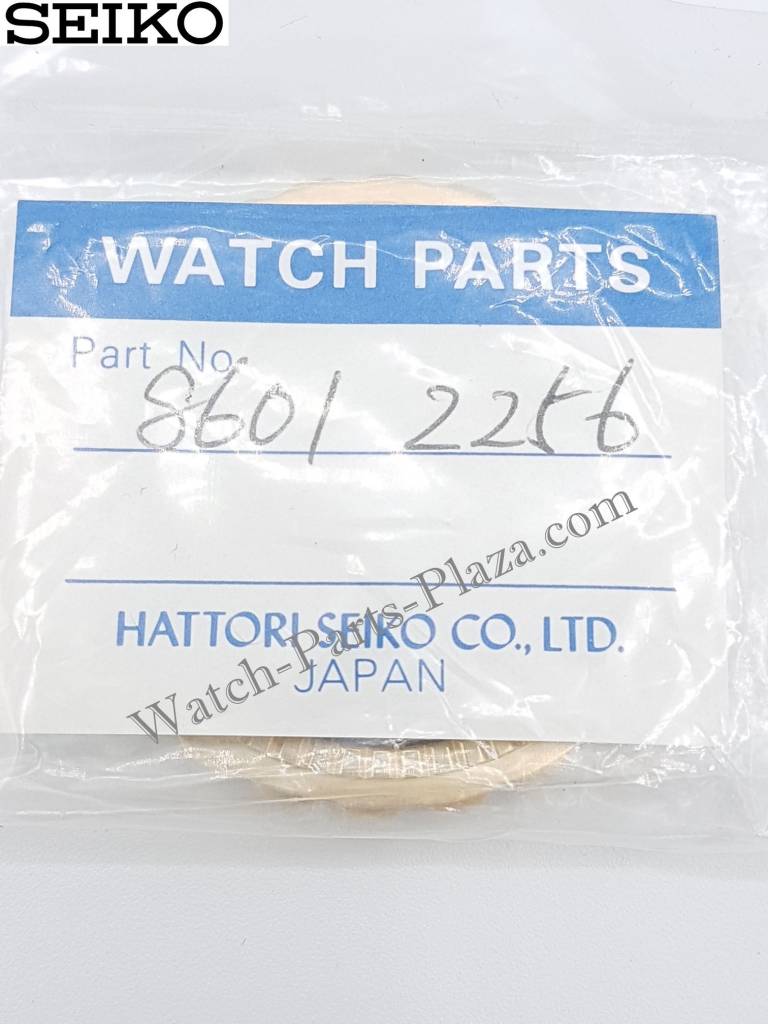 SEIKO
WATCH PARTS
Part No.
8601 2256
Watch-Parts-Plaza.com
HATTORI SEIKO CO., LTD.
JAPAN